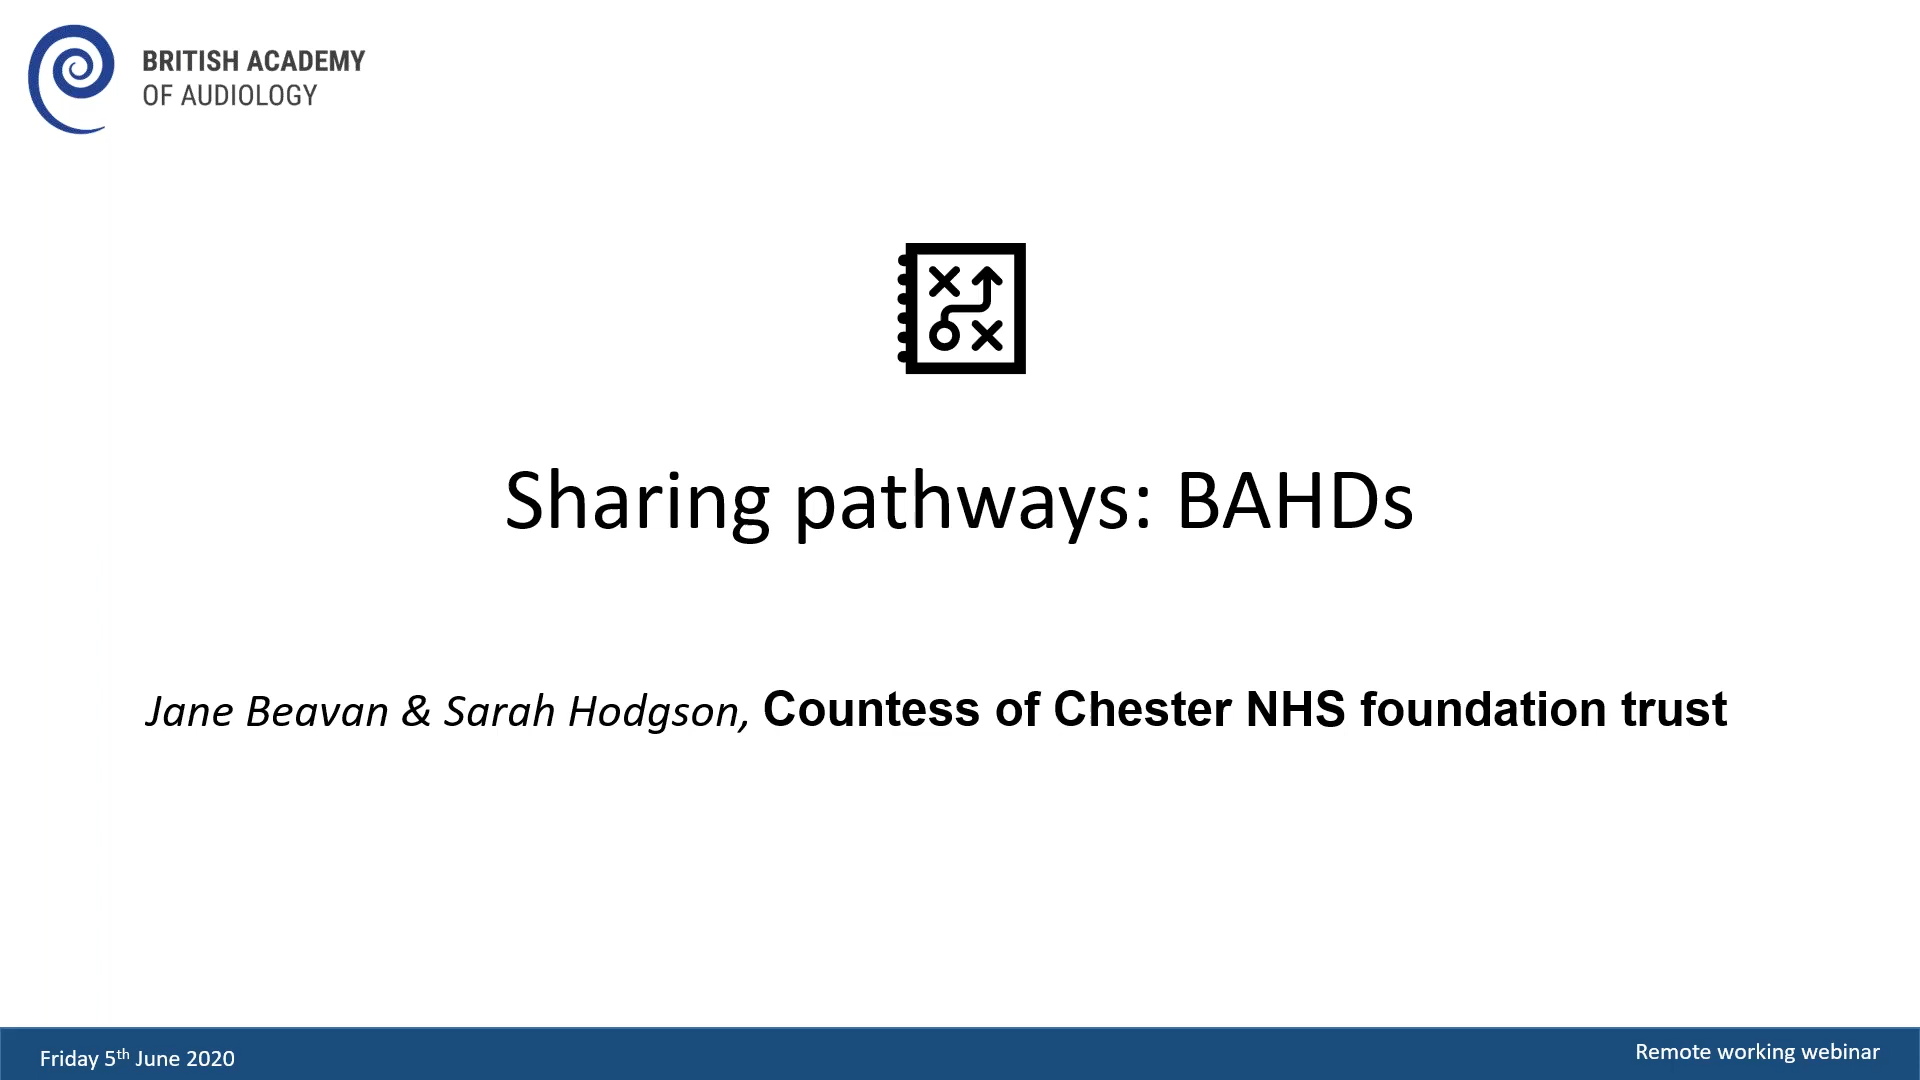 BRITISH ACADEMY
OF AUDIOLOGY
Sharing pathways: BAHDs
Jane Beavan & Sarah Hodgson, Countess of Chester NHS foundation trust
Friday 5th June 2020
Remote working webinar